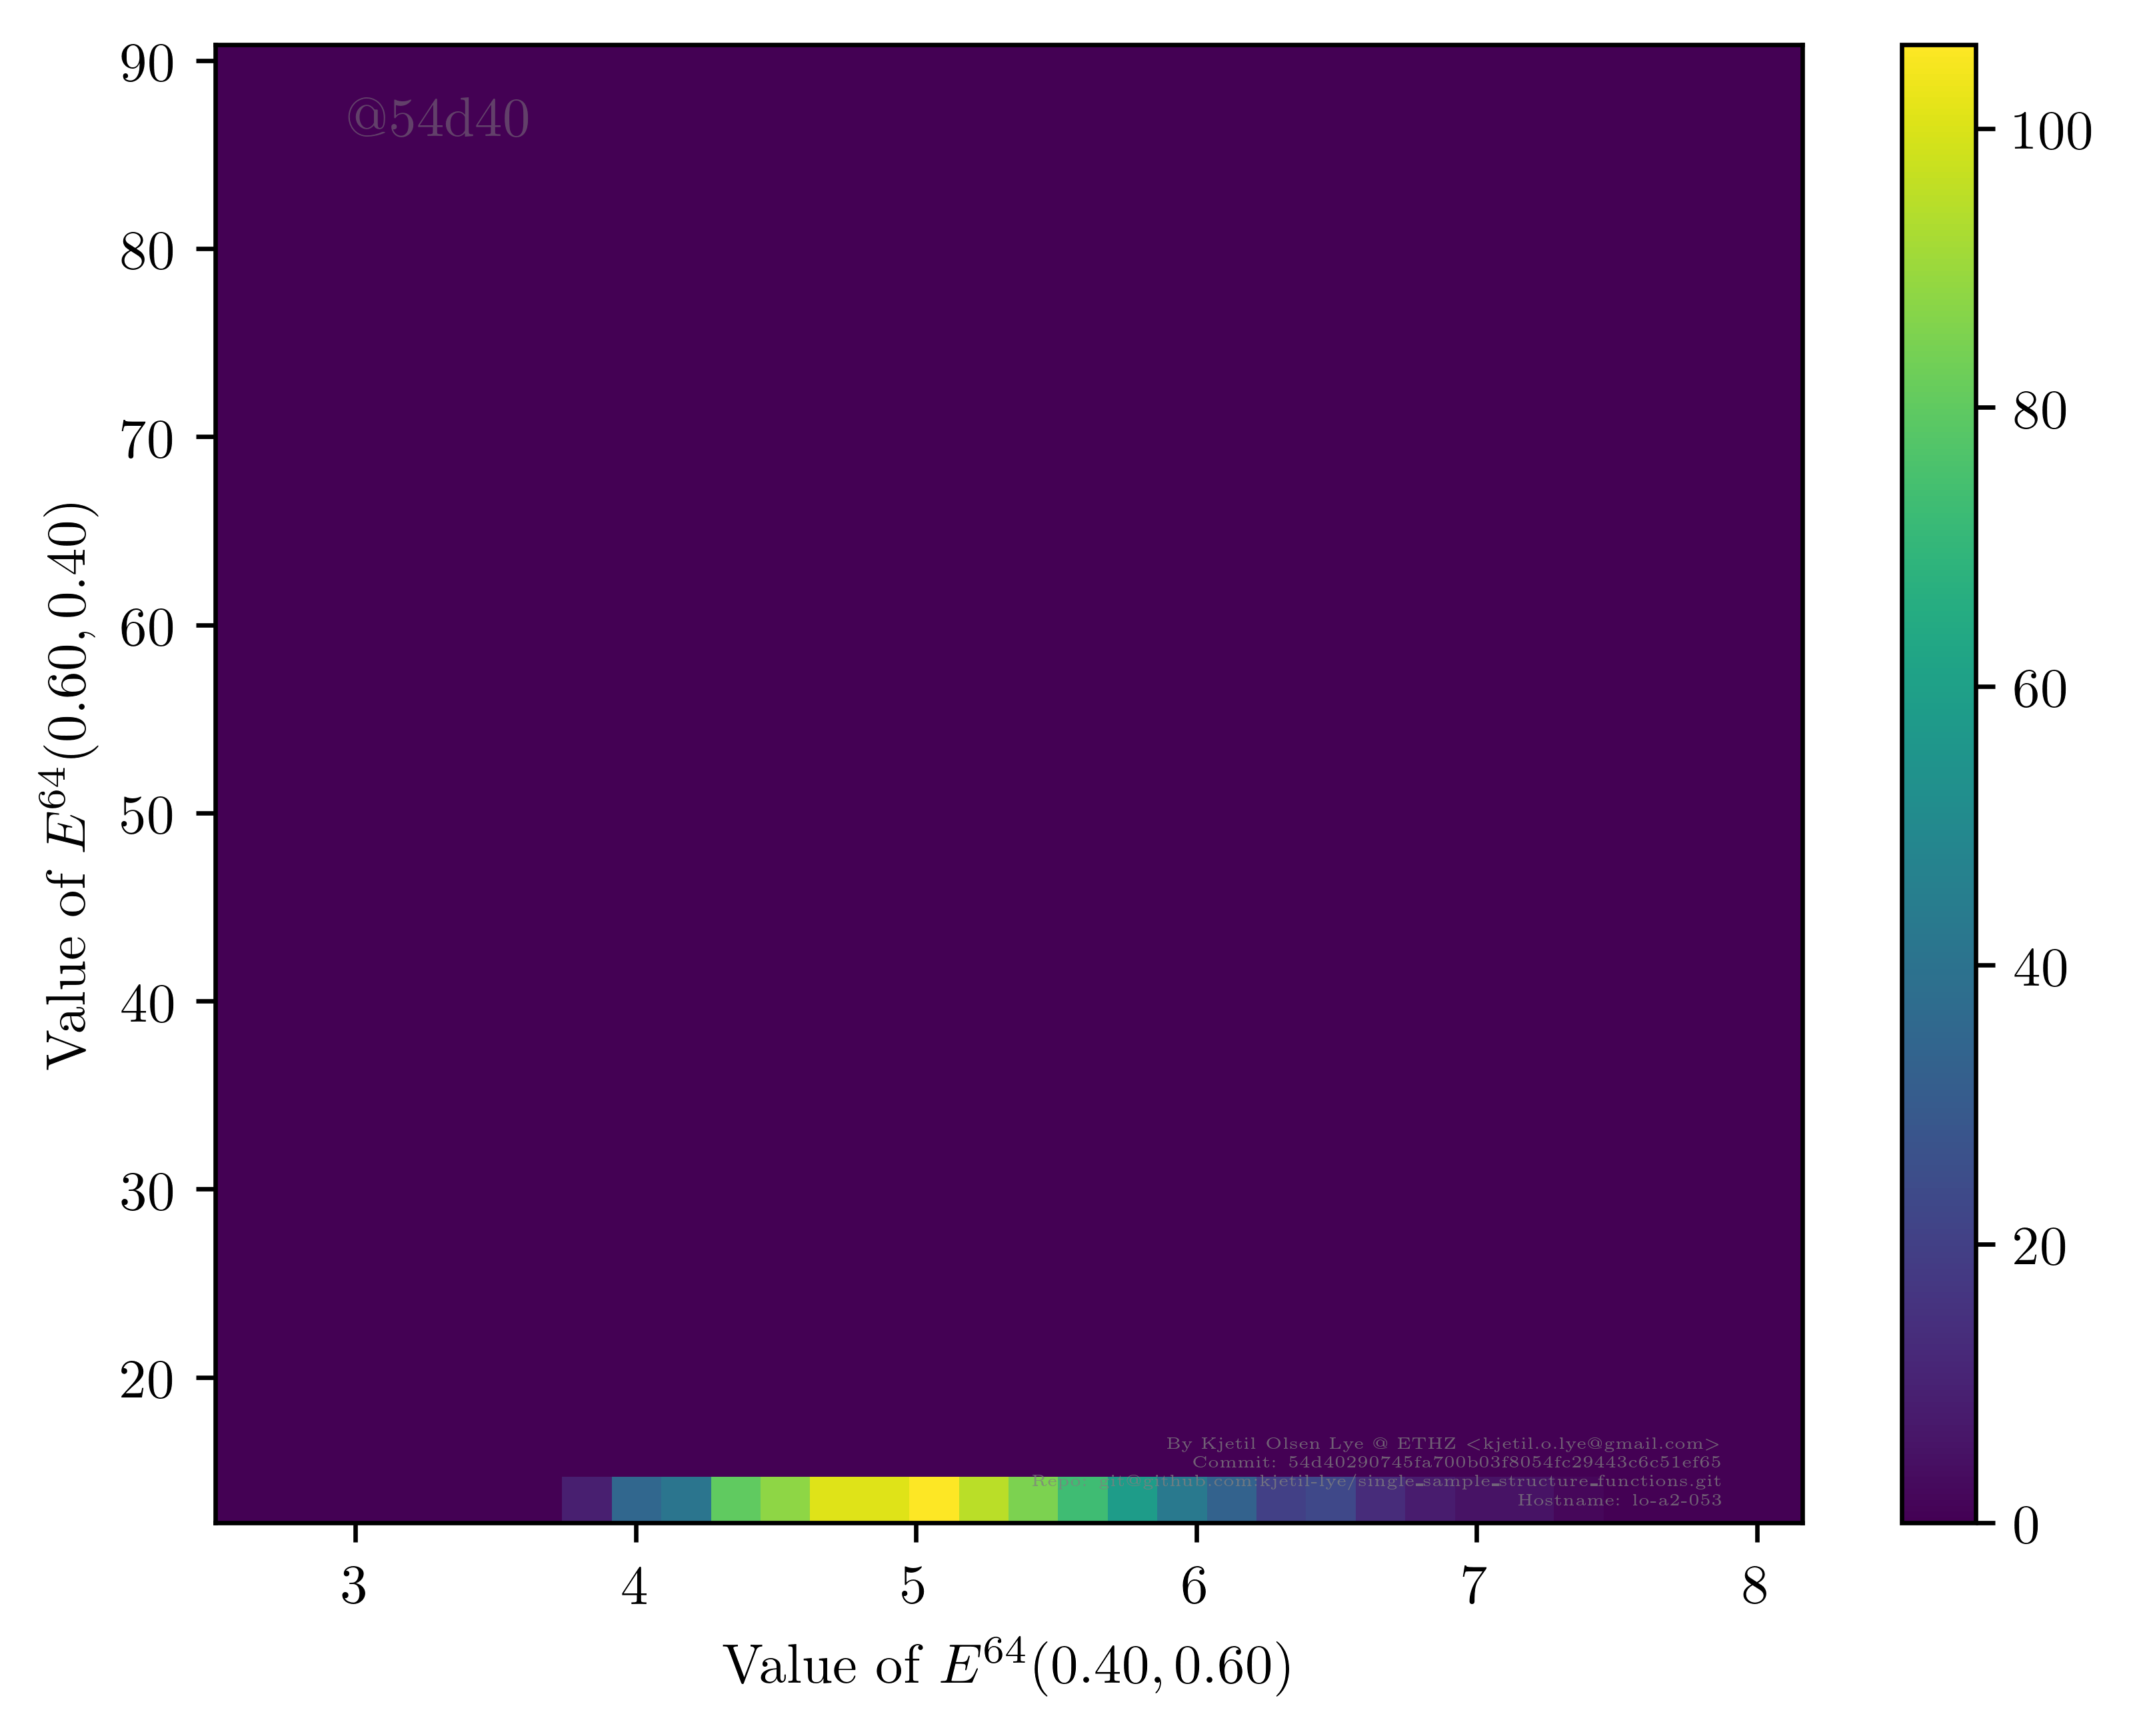 @54d40
90
80
70
60
50
40
30
20
Value of E^64(0.60, 0.40)
3 4 5 6 7 8
Value of E^64(0.40, 0.60)
100
80
60
40
20
0
By Kjetil Olsen Lye @ ETHZ <kjetil.o.lye@gmail.com>
Commit: 54d40290745fa700b03f8054fc29443c6c51ef65
Repo: git@github.com:kjetil-lye/single_sample_structure_functions.git
Hostname: lo-a2-053